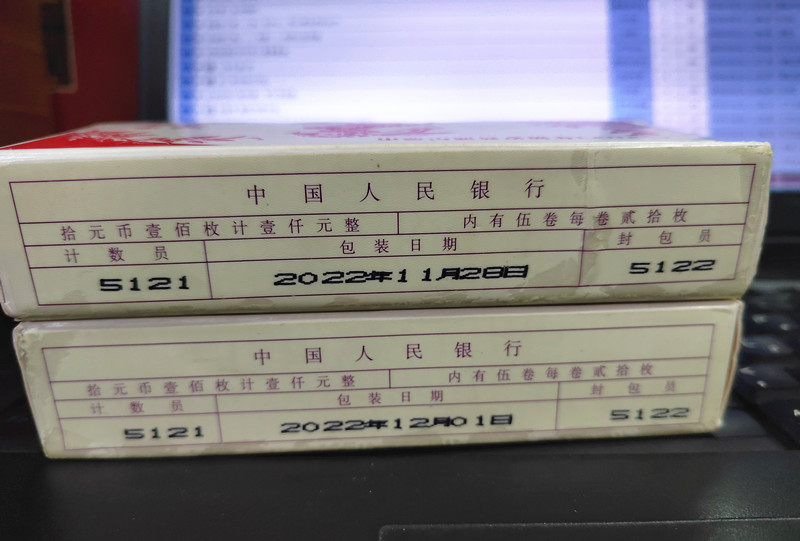 中国人民银行
拾元币壹佰枚计壹仟元整 内有伍卷每卷贰拾枚
计数员 包装日期 封包员
5121 2022年11月28日 5122
中国人民银行
拾元币壹佰枚计壹仟元整 内有伍卷每卷贰拾枚
计数员 包装日期 封包员
5121 2022年12月01日 5122